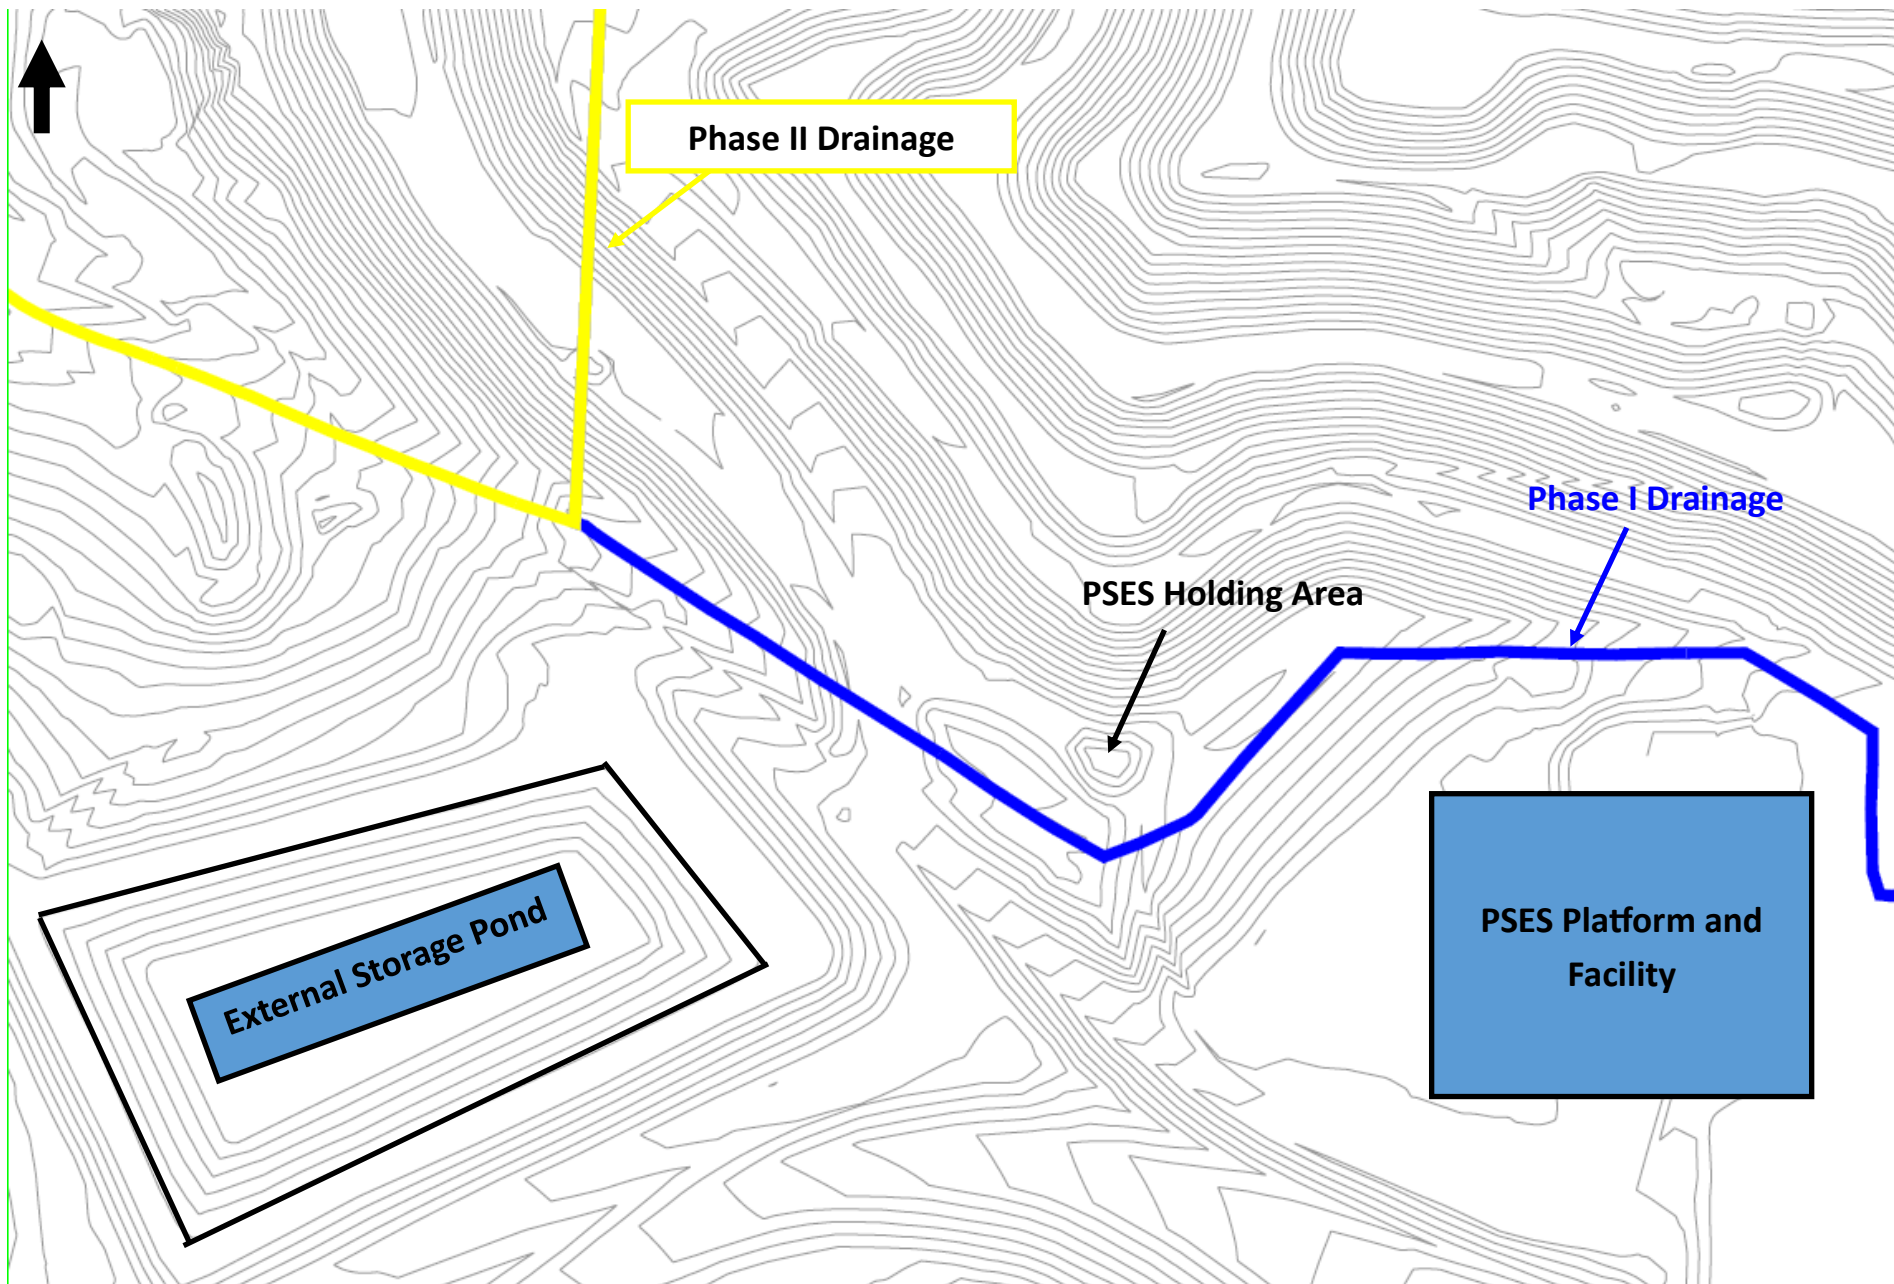 Phase II Drainage
Phase I Drainage
PSES Holding Area
External Storage Pond
PSES Platform and
Facility